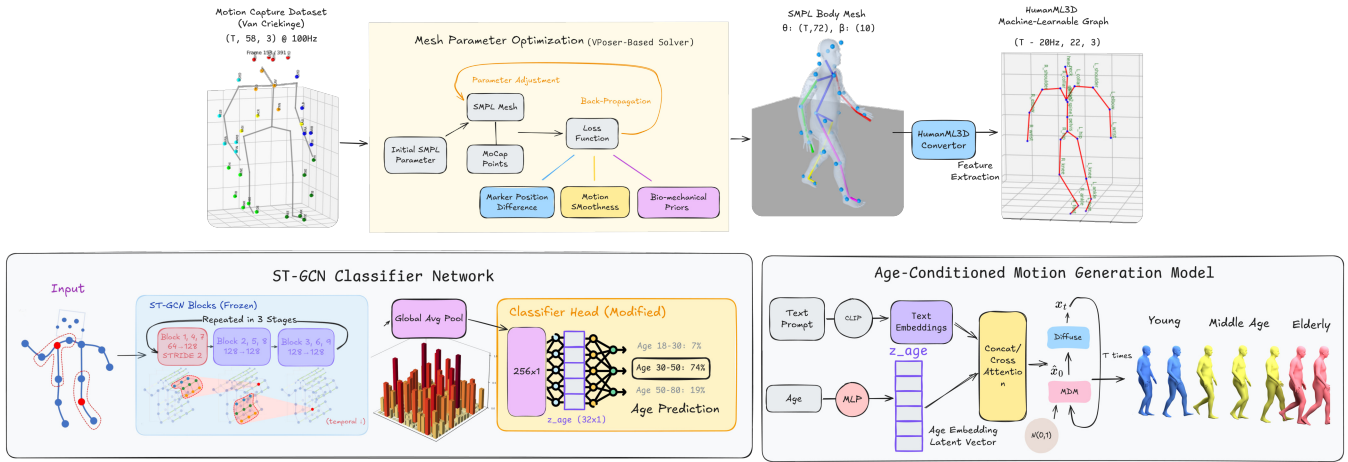 Motion Capture Dataset
(Van Criekinge)
(T, 58, 3) @ 100Hz
Mesh Parameter Optimization (VPoser-Based Solver)
Parameter Adjustment
Back-Propagation
SMPL Mesh
Initial SMPL
Parameter
MoCap
Points
Loss
Function
Marker Position
Difference
Motion
SMoothness
Bio-mechanical
Priors
SMPL Body Mesh
θ: (T,72), β: (10)
HumanML3D
Convertor
Feature
Extraction
HumanML3D
Machine-Learnable Graph
(T - 20Hz, 22, 3)
ST-GCN Classifier Network
Input
ST-GCN Blocks (Frozen)
Repeated in 3 Stages
Block 1, 4, 7
64→128
STRIDE 2
Block 2, 5, 8
128→128
Block 3, 6, 9
128→128
Global Avg Pool
Classifier Head (Modified)
256x1
z_age (32x1)
Age 18-30: 7%
Age 30-50: 74%
Age 50-80: 19%
Age Prediction
Age-Conditioned Motion Generation Model
Text
Prompt
CLIP
Text
Embeddings
z_age
Age
MLP
Age Embedding
Latent Vector
Concat/
Cross
Attentio
n
x_t
Diffuse
x̂_0
MDM
N(0,1)
T times
Young
Middle Age
Elderly